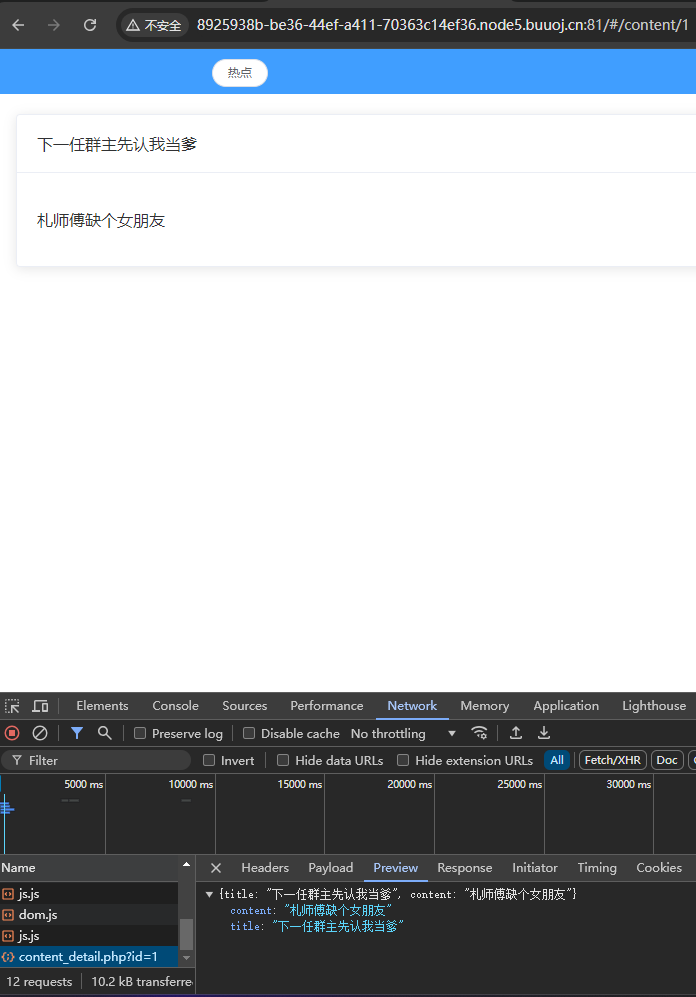 不安全 8925938b-be36-44ef-a411-70363c14ef36.node5.buuoj.cn:81/#/content/1
热点
下一任群主先认我当爹
札师傅缺个女朋友
Elements Console Sources Performance Network Memory Application Lighthouse
Preserve log Disable cache No throttling
Filter Invert Hide data URLs Hide extension URLs All Fetch/XHR Doc
5000 ms 10000 ms 15000 ms 20000 ms 25000 ms 30000 ms
Name Headers Payload Preview Response Initiator Timing Cookies
js.js
{title: "下一任群主先认我当爹", content: "札师傅缺个女朋友"}
dom.js
content: "札师傅缺个女朋友"
js.js
title: "下一任群主先认我当爹"
content_detail.php?id=1
12 requests 10.2 kB transferre